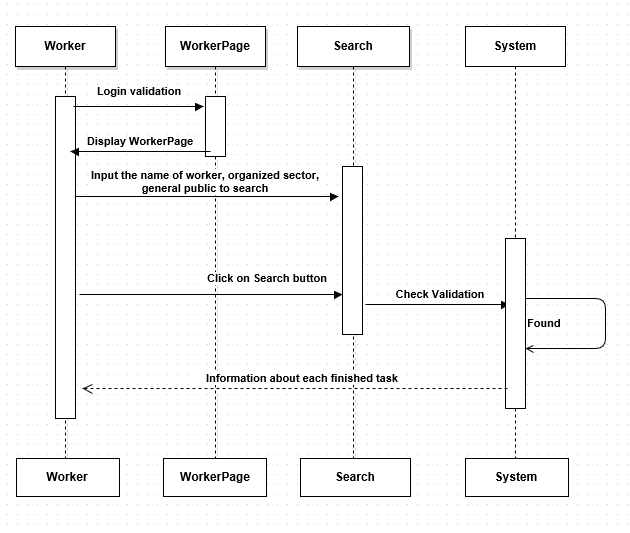 Worker
WorkerPage
Search
System
Login validation
Display WorkerPage
Input the name of worker, organized sector,
general public to search
Click on Search button
Check Validation
Found
Information about each finished task
Worker
WorkerPage
Search
System